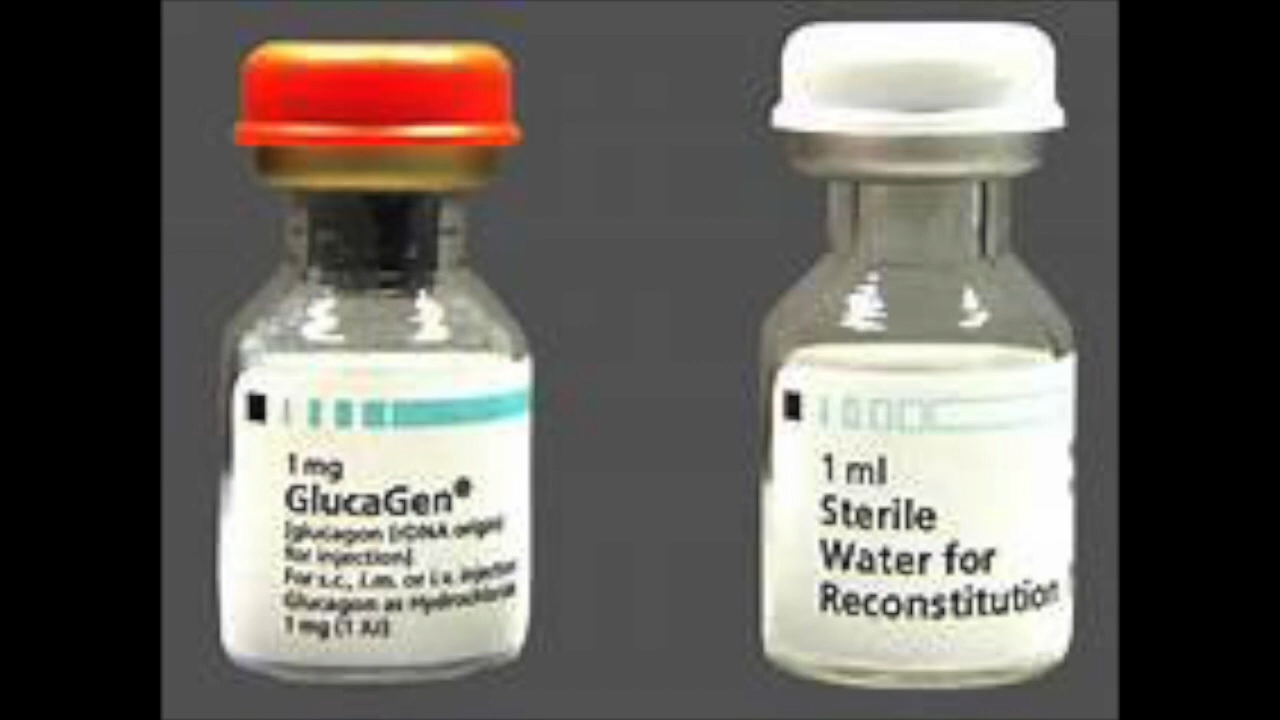 1 mg
GlucaGen®
[glucagon (rDNA origin)
for injection].
For s.c., i.m. or i.v. injection
Glucagon as Hydrochloride
1 mg (1 IU)
1 ml
Sterile
Water for
Reconstitution